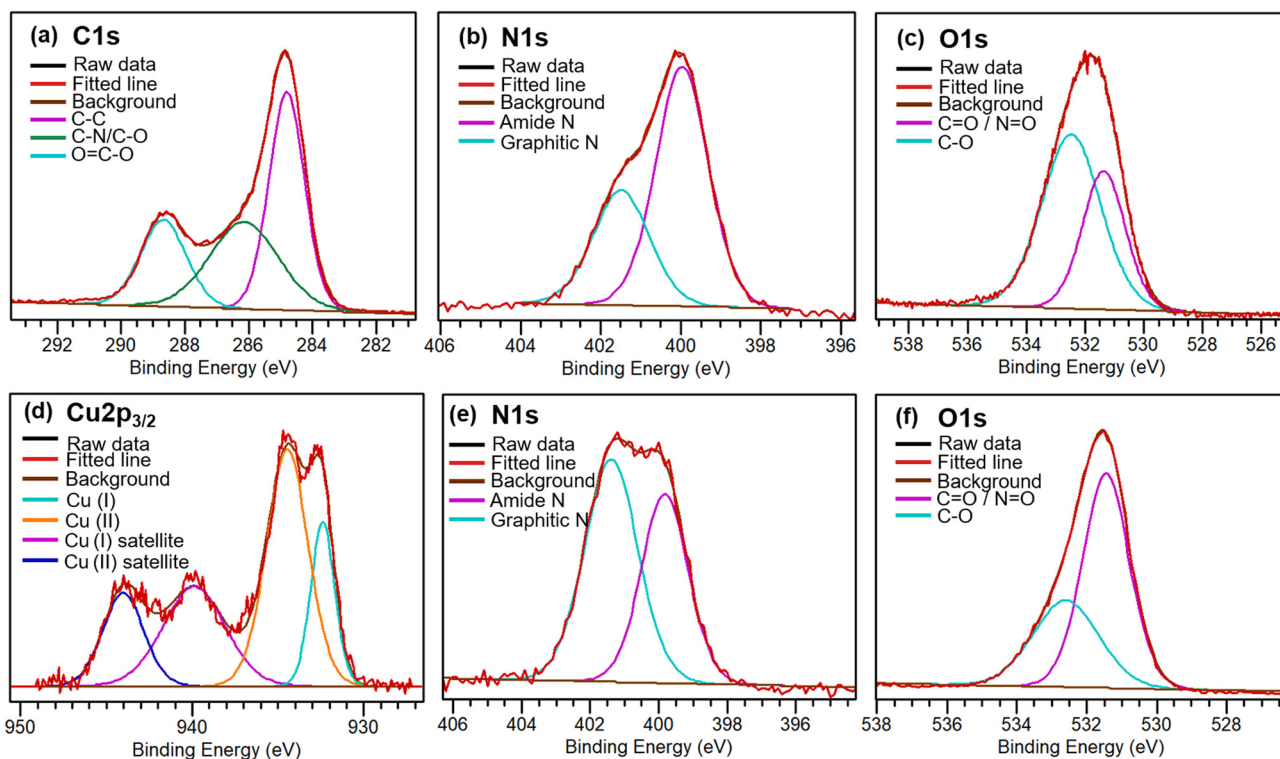 (a) C1s
Raw data
Fitted line
Background
C-C
C-N/C-O
O=C-O
292 290 288 286 284 282
Binding Energy (eV)
(b) N1s
Raw data
Fitted line
Background
Amide N
Graphitic N
406 404 402 400 398 396
Binding Energy (eV)
(c) O1s
Raw data
Fitted line
Background
C=O / N=O
C-O
538 536 534 532 530 528 526
Binding Energy (eV)
(d) Cu2p3/2
Raw data
Fitted line
Background
Cu (I)
Cu (II)
Cu (I) satellite
Cu (II) satellite
950 940 930
Binding Energy (eV)
(e) N1s
Raw data
Fitted line
Background
Amide N
Graphitic N
406 404 402 400 398 396
Binding Energy (eV)
(f) O1s
Raw data
Fitted line
Background
C=O / N=O
C-O
538 536 534 532 530 528
Binding Energy (eV)